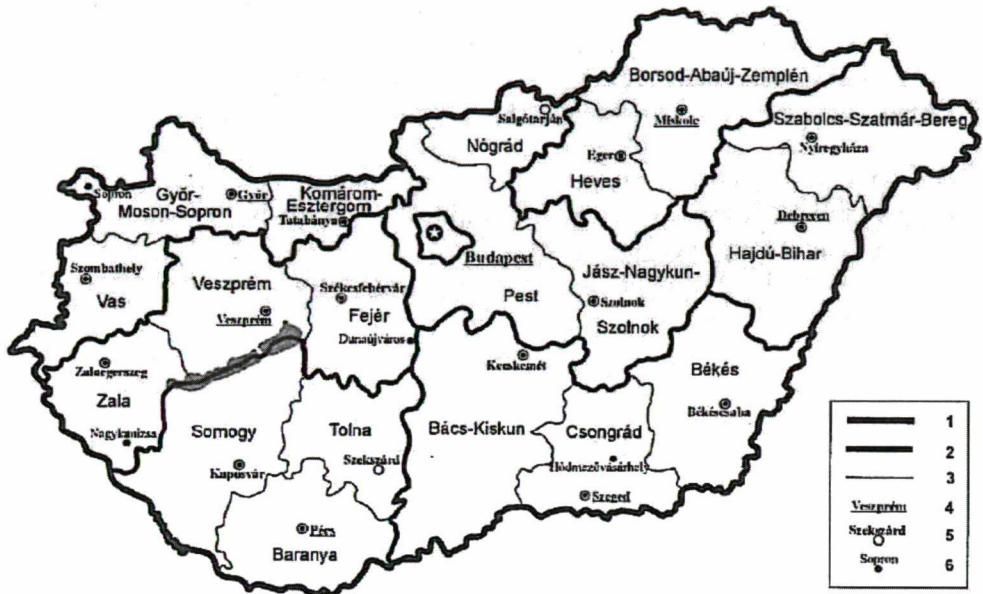 Borsod-Abaúj-Zemplén
Salgótarján
Miskolc
Szabolcs-Szatmár-Bereg
Nógrád
Nyíregyháza
Eger
Heves
Sopron
Győr-
Moson-Sopron
Győr
Komárom-
Esztergom
Tatabánya
Debrecen
Hajdú-Bihar
Budapest
Szombathely
Vas
Veszprém
Veszprém
Székesfehérvár
Fejér
Pest
Jász-Nagykun-
Szolnok
Szolnok
Dunaújváros
Kecskemét
Zalaegerszeg
Zala
Nagykanizsa
Somogy
Kaposvár
Tolna
Szekszárd
Bács-Kiskun
Csongrád
Hódmezővásárhely
Szeged
Békés
Békéscsaba
Pécs
Baranya
1
2
3
Veszprém 4
Szekszárd 5
Sopron 6